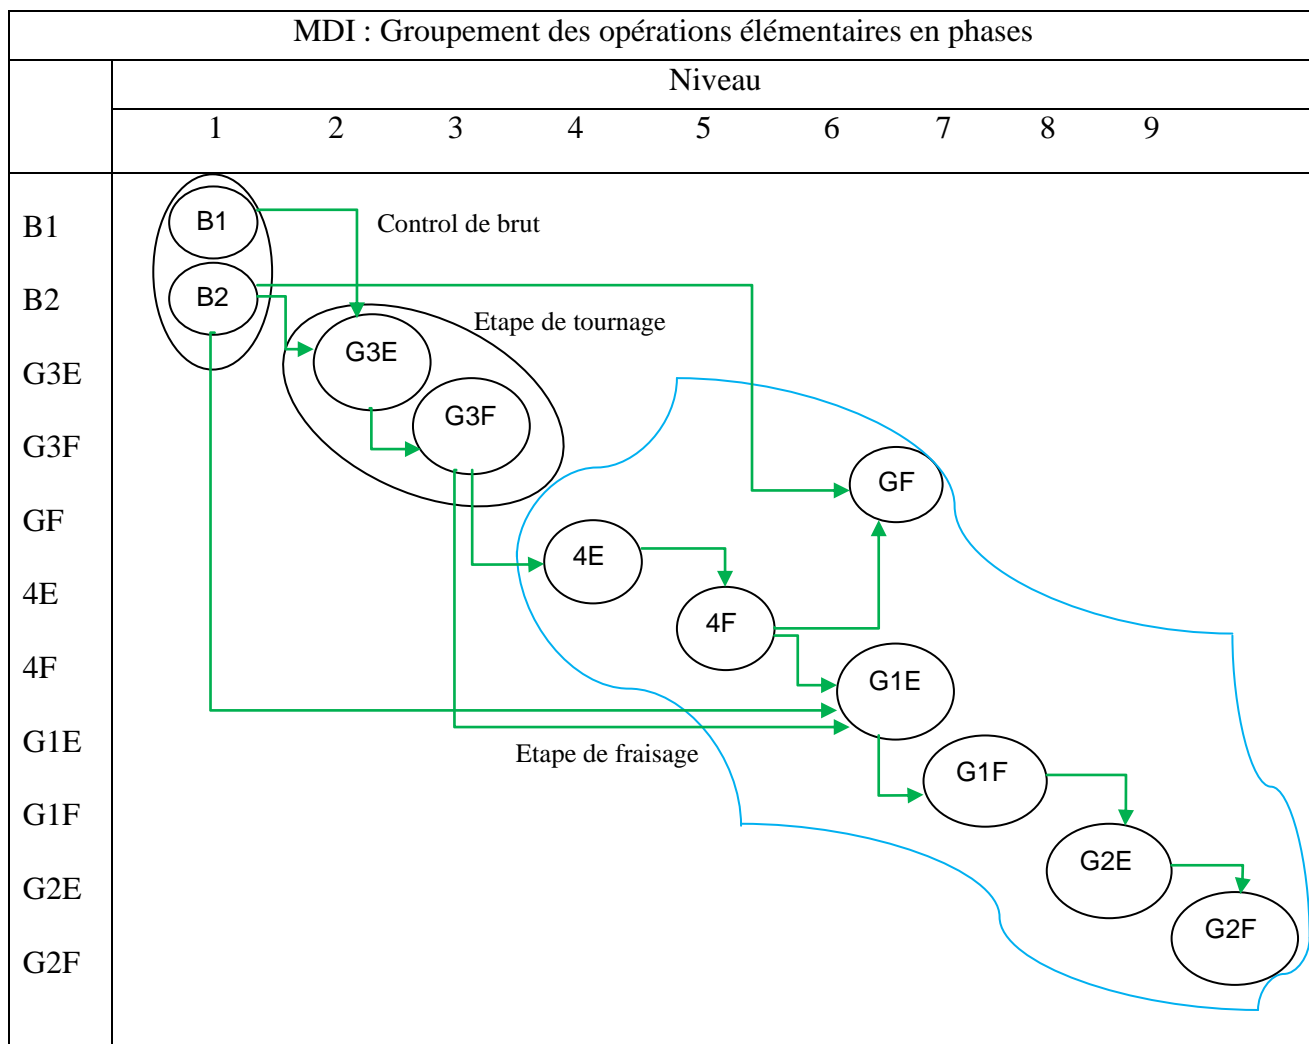 MDI : Groupement des opérations élémentaires en phases
Niveau
1 2 3 4 5 6 7 8 9
B1
B2
G3E
G3F
GF
4E
4F
G1E
G1F
G2E
G2F
B1
Control de brut
B2
Etape de tournage
G3E
G3F
GF
4E
4F
G1E
Etape de fraisage
G1F
G2E
G2F